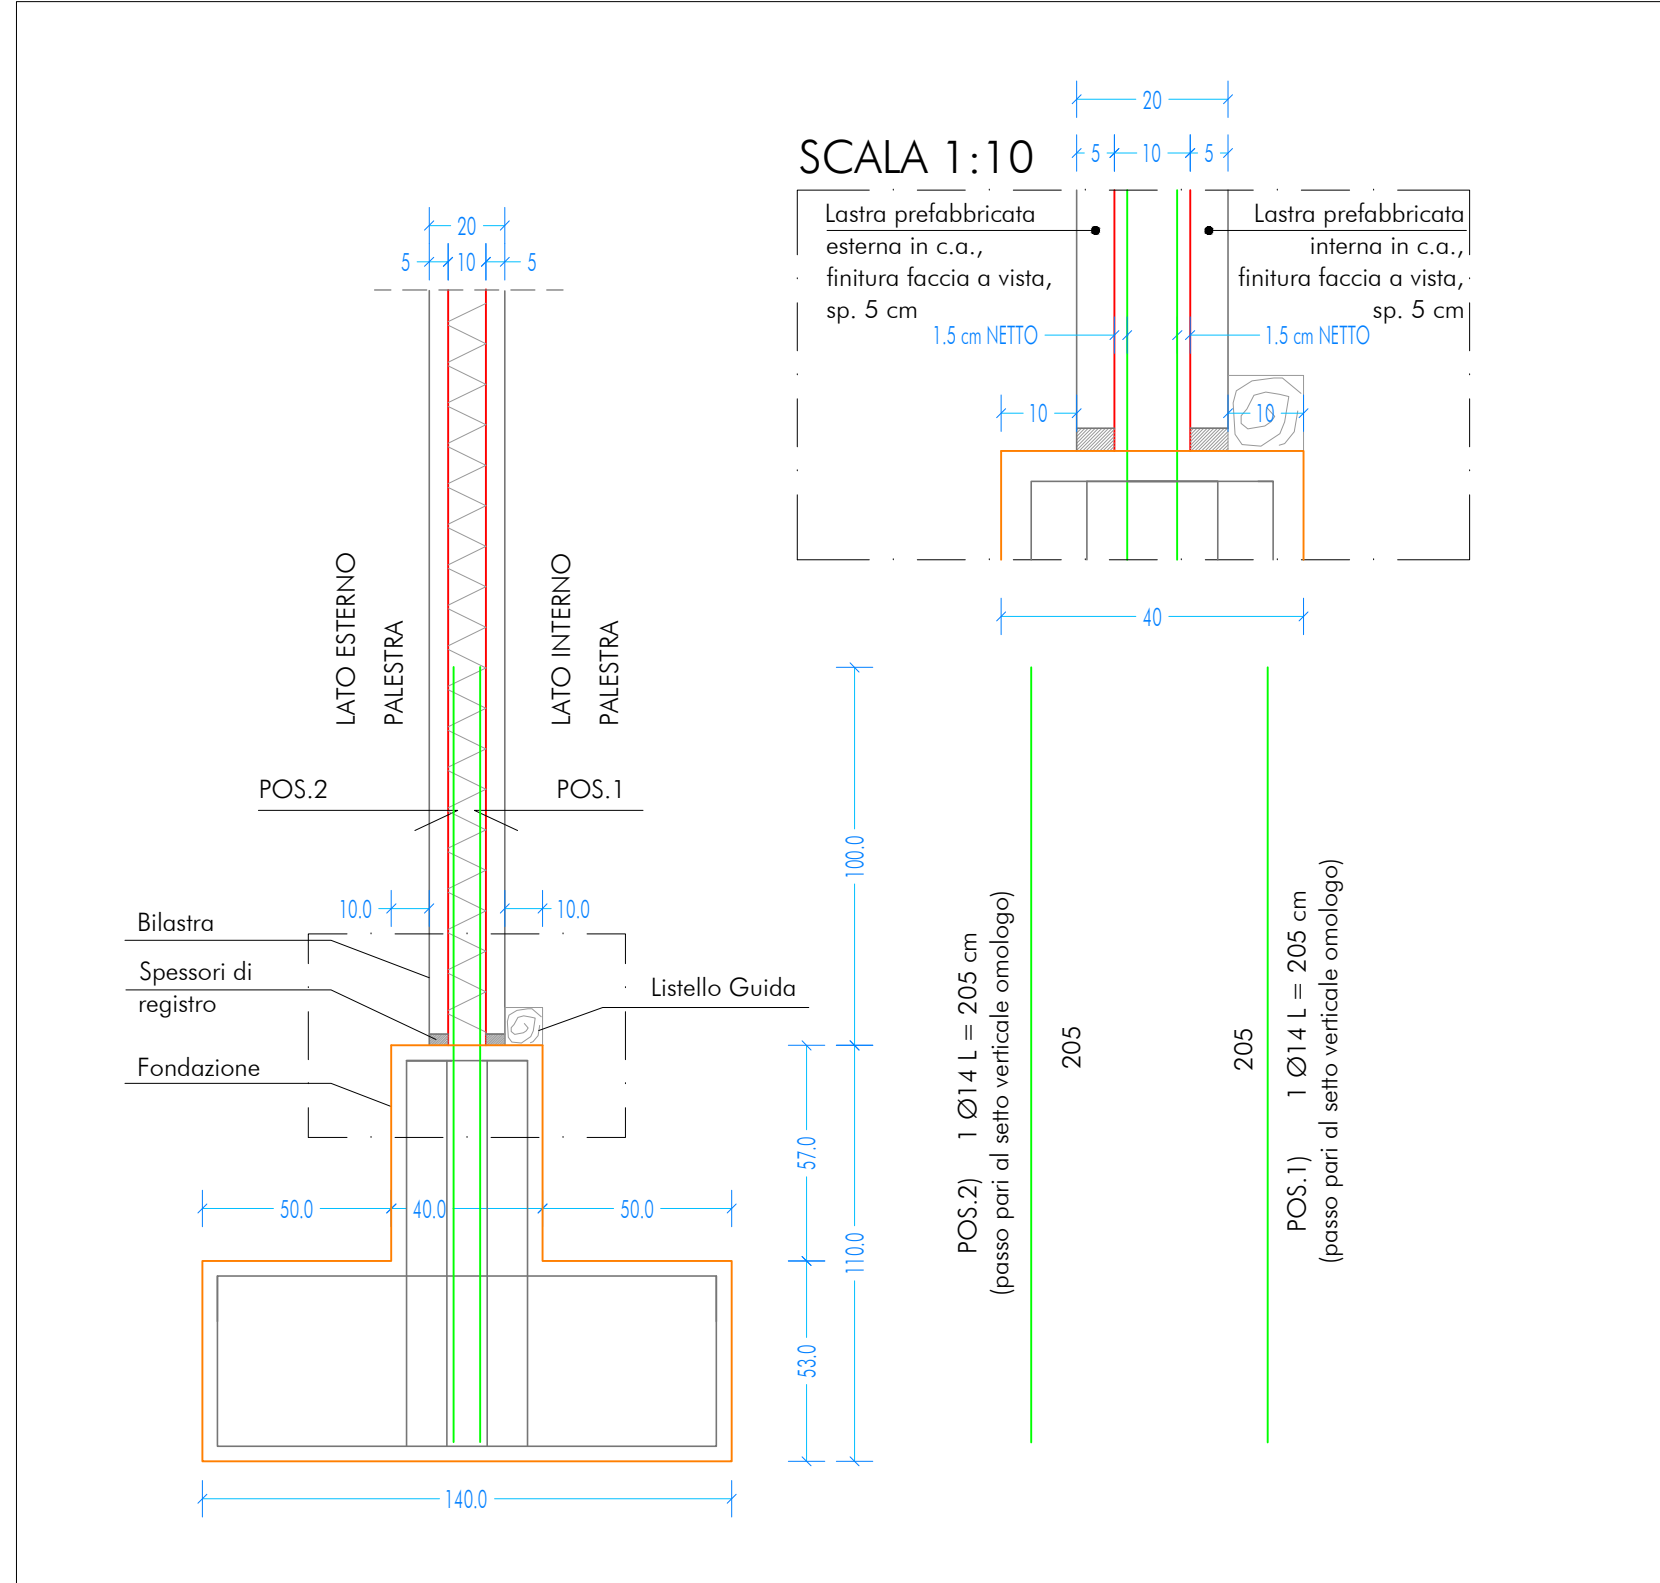 20
SCALA 1:10
5 10 5
Lastra prefabbricata
esterna in c.a.,
finitura faccia a vista,
sp. 5 cm
Lastra prefabbricata
interna in c.a.,
finitura faccia a vista,
sp. 5 cm
1.5 cm NETTO
1.5 cm NETTO
10
10
40
20
5 10 5
LATO ESTERNO
PALESTRA
LATO INTERNO
PALESTRA
POS.2
POS.1
10.0
10.0
Bilastra
Spessori di
registro
Fondazione
Listello Guida
50.0
40.0
50.0
140.0
100.0
57.0
110.0
53.0
POS.2) 1 Ø14 L = 205 cm
(passo pari al setto verticale omologo)
205
205
POS.1) 1 Ø14 L = 205 cm
(passo pari al setto verticale omologo)